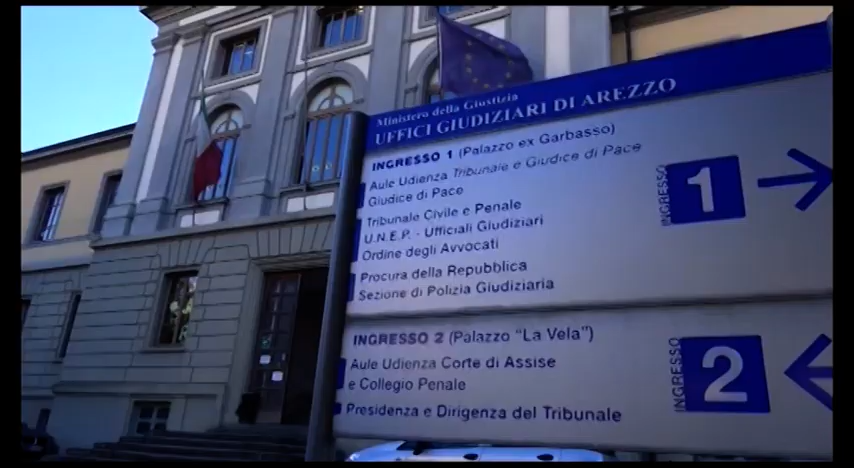 Ministero della Giustizia
UFFICI GIUDIZIARI DI AREZZO
INGRESSO 1 (Palazzo ex Garbasso)
Aule Udienza Tribunale e Giudice di Pace
Giudice di Pace
Tribunale Civile e Penale
U.N.E.P. - Ufficiali Giudiziari
Ordine degli Avvocati
Procura della Repubblica
Sezione di Polizia Giudiziaria
INGRESSO
1
INGRESSO 2 (Palazzo "La Vela")
Aule Udienza Corte di Assise
e Collegio Penale
Presidenza e Dirigenza del Tribunale
INGRESSO
2